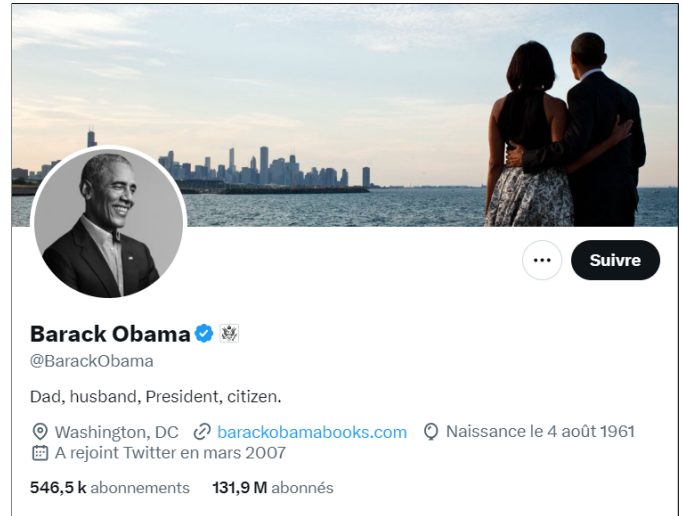 Suivre
Barack Obama
@BarackObama
Dad, husband, President, citizen.
Washington, DC barackobamabooks.com Naissance le 4 août 1961
A rejoint Twitter en mars 2007
546,5 k abonnements 131,9 M abonnés